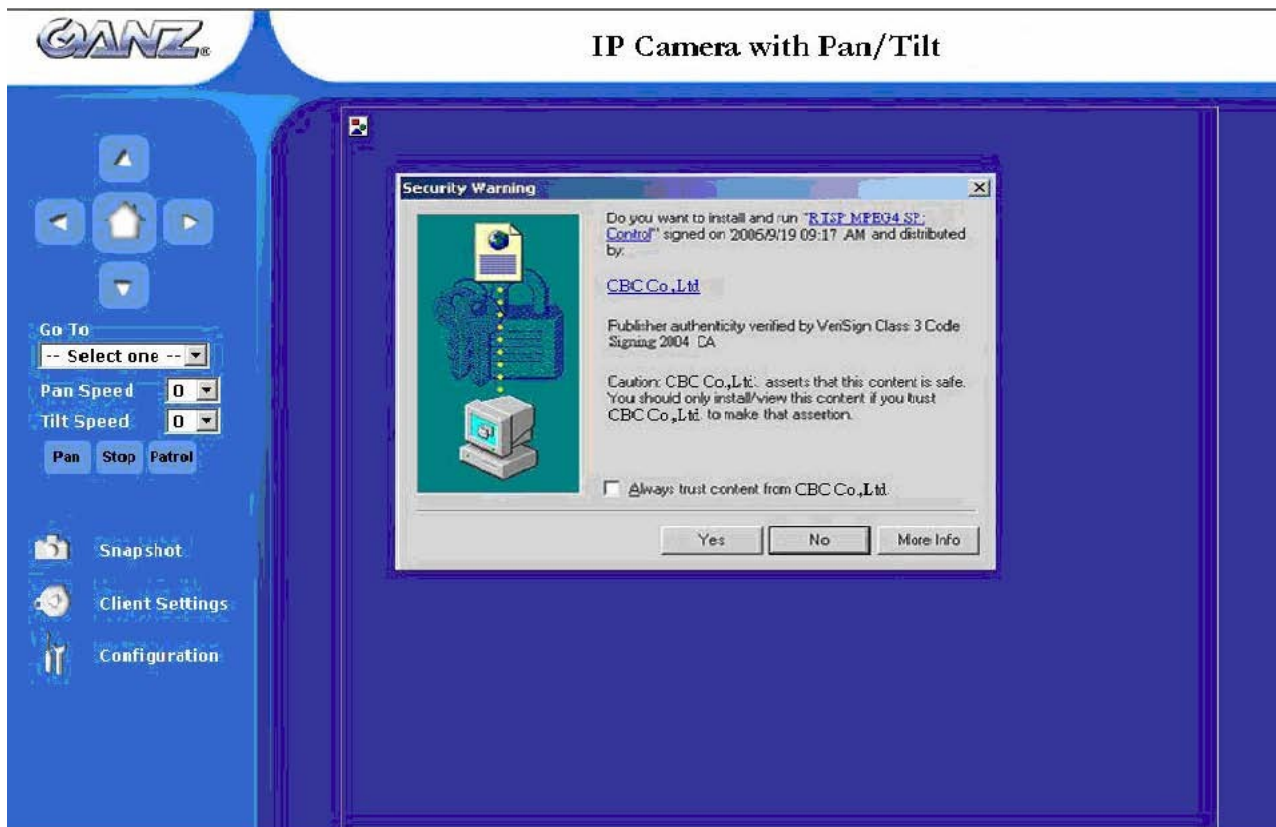 GANZ®
IP Camera with Pan/Tilt
Go To
-- Select one --
Pan Speed 0
Tilt Speed 0
Pan Stop Patrol
Snapshot
Client Settings
Configuration
Security Warning
Do you want to install and run "RTSP MPEG4 SP
Control" signed on 2006/9/19 09:17 AM and distributed
by:
CBC Co.,Ltd
Publisher authenticity verified by VeriSign Class 3 Code
Signing 2004 CA
Caution: CBC Co.,Ltd. asserts that this content is safe.
You should only install/view this content if you trust
CBC Co.,Ltd. to make that assertion.
Always trust content from CBC Co.,Ltd
Yes No More Info